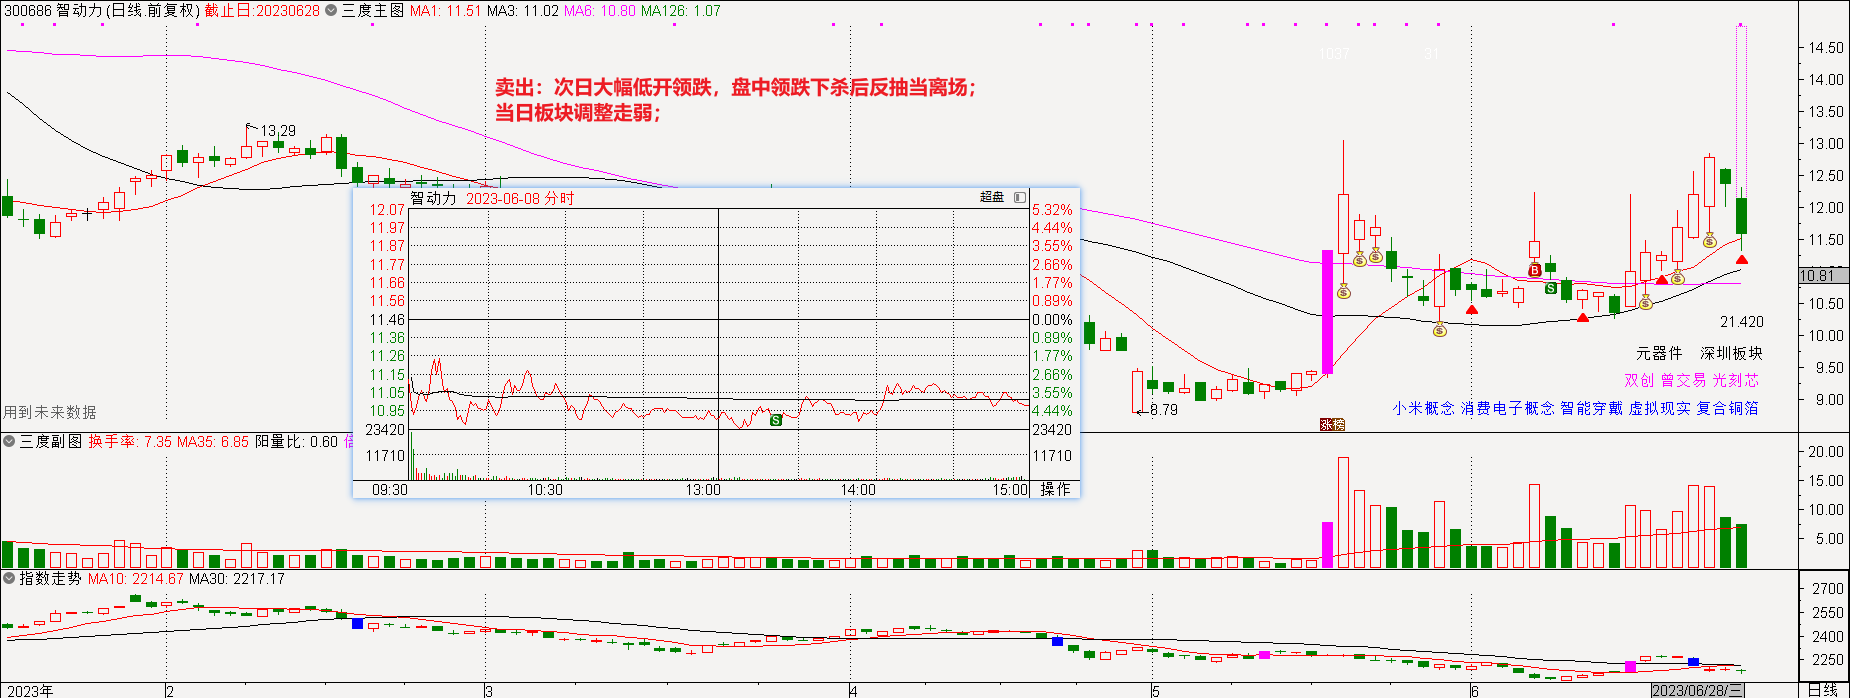 300686 智动力 (日线.前复权) 截止日:20230628 三度主图 MA1: 11.51 MA3: 11.02 MA6: 10.80 MA126: 1.07
1037 31
卖出：次日大幅低开领跌，盘中领跌下杀后反抽当离场；
当日板块调整走弱；
13.29
14.50
14.00
13.50
13.00
12.50
12.00
11.50
10.81
10.50
10.00
9.50
9.00
智动力 2023-06-08 分时 超盘
12.07 5.32%
11.97 4.44%
11.87 3.55%
11.77 2.66%
11.66 1.77%
11.56 0.89%
11.46 0.00%
11.36 0.89%
11.26 1.77%
11.15 2.66%
11.05 3.55%
10.95 4.44%
23420 23420
11710 11710
09:30 10:30 13:00 14:00 15:00 操作
S
B
S
8.79
21.420
元器件 深圳板块
双创 曾交易 光刻芯
小米概念 消费电子概念 智能穿戴 虚拟现实 复合铜箔
用到未来数据
涨榜
三度副图 换手率: 7.35 MA35: 6.85 阳量比: 0.60 倍
20.00
15.00
10.00
5.00
指数走势 MA10: 2214.67 MA30: 2217.17
2700
2550
2400
2250
2023年 2 3 4 5 6 2023/06/28/三 日线